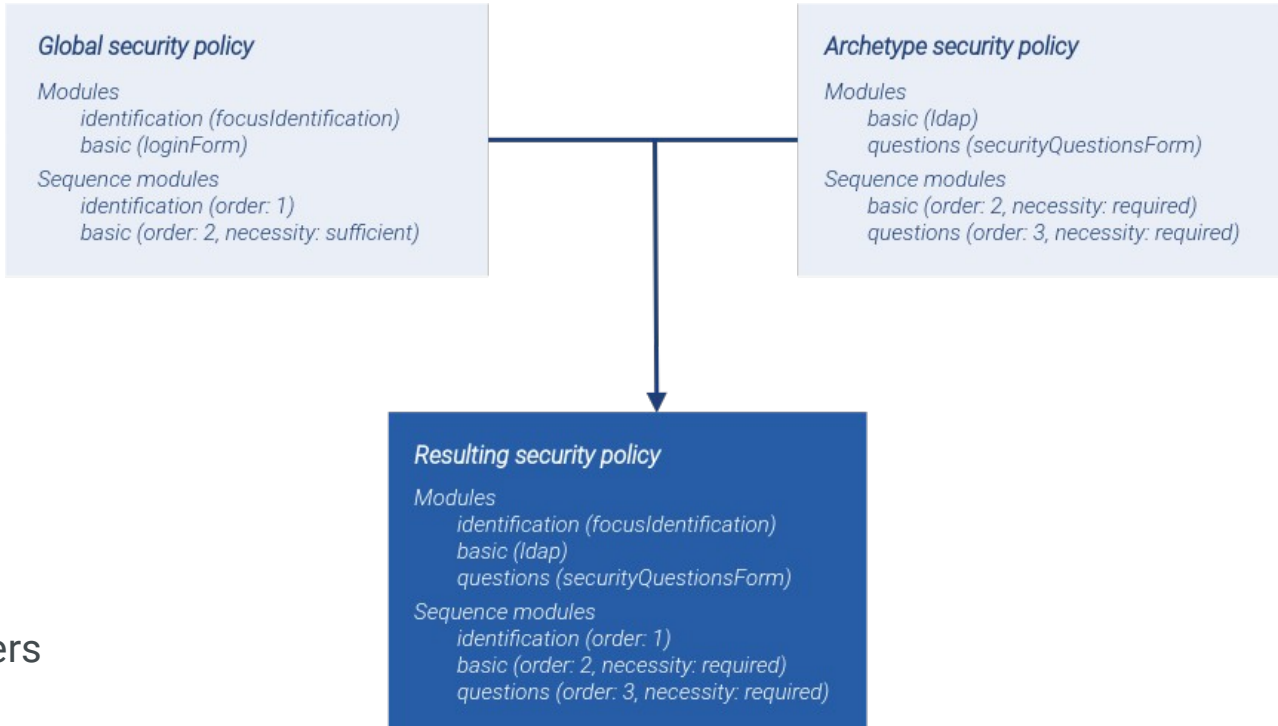 Global security policy
Modules
identification (focusIdentification)
basic (loginForm)
Sequence modules
identification (order: 1)
basic (order: 2, necessity: sufficient)
Archetype security policy
Modules
basic (ldap)
questions (securityQuestionsForm)
Sequence modules
basic (order: 2, necessity: required)
questions (order: 3, necessity: required)
Resulting security policy
Modules
identification (focusIdentification)
basic (ldap)
questions (securityQuestionsForm)
Sequence modules
identification (order: 1)
basic (order: 2, necessity: required)
questions (order: 3, necessity: required)
ers